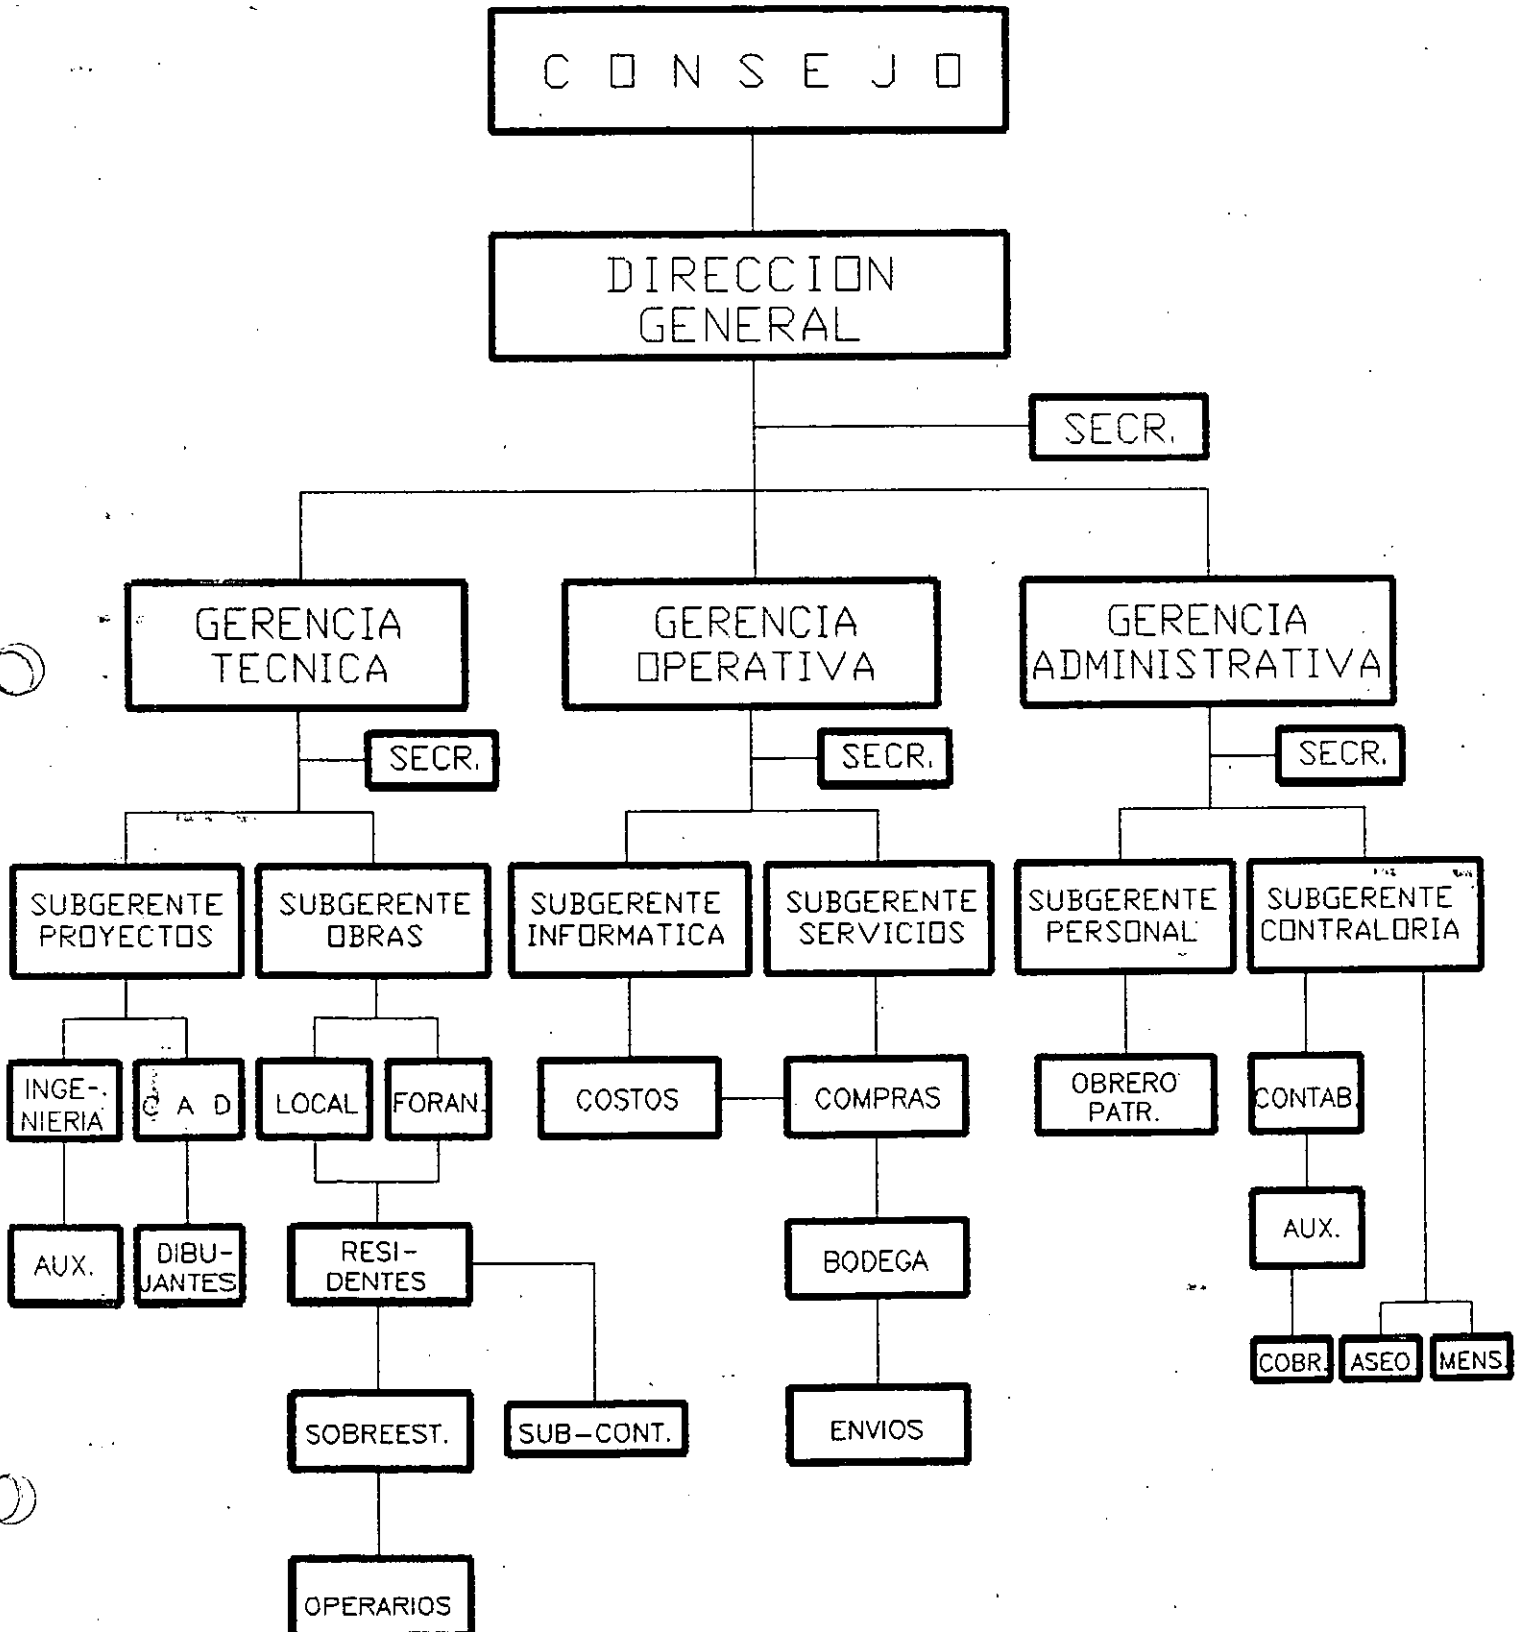 C O N S E J O
DIRECCION
GENERAL
SECR.
GERENCIA
TECNICA
GERENCIA
OPERATIVA
GERENCIA
ADMINISTRATIVA
SECR.
SECR.
SECR.
SUBGERENTE
PROYECTOS
SUBGERENTE
OBRAS
SUBGERENTE
INFORMATICA
SUBGERENTE
SERVICIOS
SUBGERENTE
PERSONAL
SUBGERENTE
CONTRALORIA
INGE-
NIERIA
C A D
LOCAL
FORAN.
COSTOS
COMPRAS
OBRERO
PATR.
CONTAB.
AUX.
DIBU-
JANTES
RESI-
DENTES
BODEGA
AUX.
COBR.
ASEO
MENS.
SOBREEST.
SUB-CONT.
ENVIOS
OPERARIOS